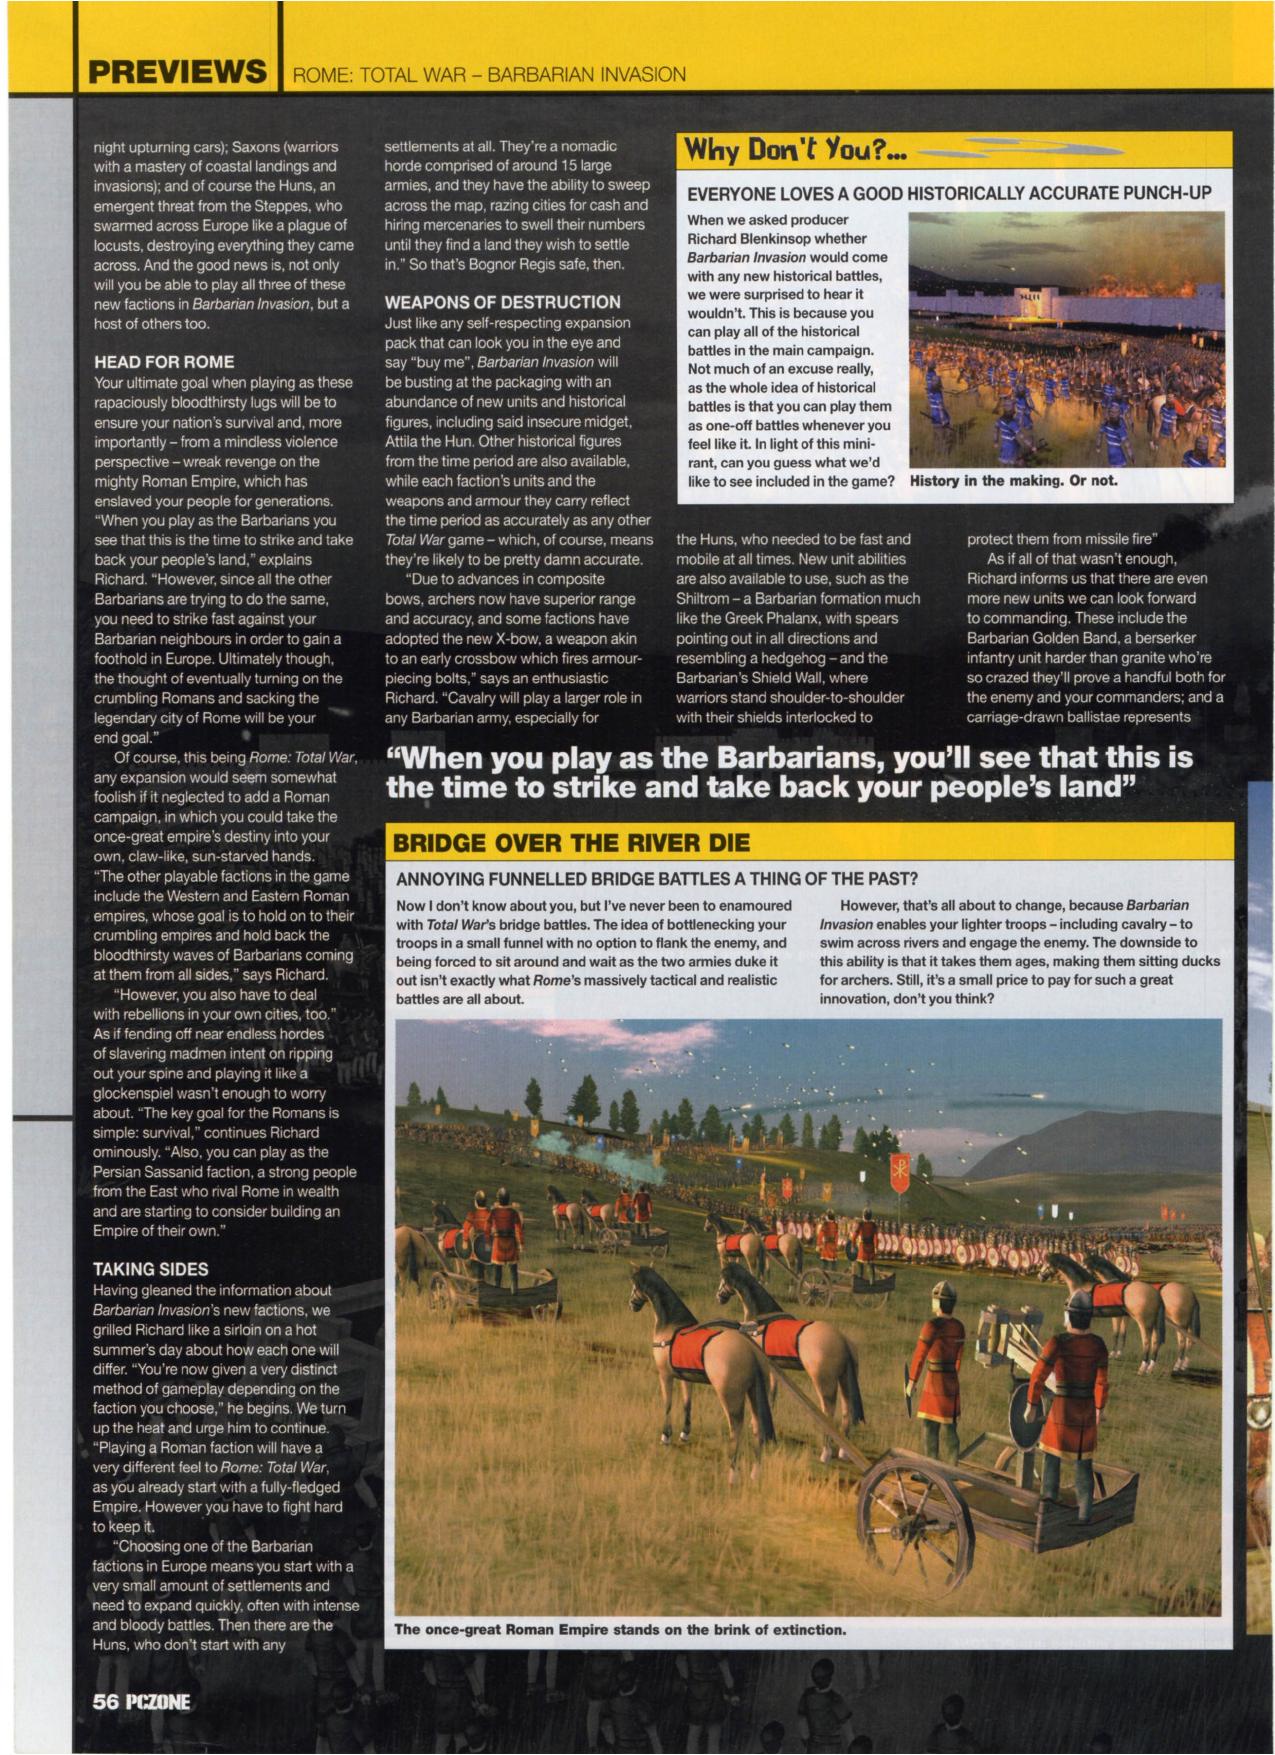 PREVIEWS
ROME: TOTAL WAR – BARBARIAN INVASION
night upturning cars); Saxons (warriors
with a mastery of coastal landings and
invasions); and of course the Huns, an
emergent threat from the Steppes, who
swarmed across Europe like a plague of
locusts, destroying everything they came
across. And the good news is, not only
will you be able to play all three of these
new factions in Barbarian Invasion, but a
host of others too.
HEAD FOR ROME
Your ultimate goal when playing as these
rapaciously bloodthirsty lugs will be to
ensure your nation's survival and, more
importantly – from a mindless violence
perspective – wreak revenge on the
mighty Roman Empire, which has
enslaved your people for generations.
"When you play as the Barbarians you
see that this is the time to strike and take
back your people's land," explains
Richard. "However, since all the other
Barbarians are trying to do the same,
you need to strike fast against your
Barbarian neighbours in order to gain a
foothold in Europe. Ultimately though,
the thought of eventually turning on the
crumbling Romans and sacking the
legendary city of Rome will be your
end goal."
Of course, this being Rome: Total War,
any expansion would seem somewhat
foolish if it neglected to add a Roman
campaign, in which you could take the
once-great empire's destiny into your
own, claw-like, sun-starved hands.
"The other playable factions in the game
include the Western and Eastern Roman
empires, whose goal is to hold on to their
crumbling empires and hold back the
bloodthirsty waves of Barbarians coming
at them from all sides," says Richard.
"However, you also have to deal
with rebellions in your own cities, too."
As if fending off near endless hordes
of slavering madmen intent on ripping
out your spine and playing it like a
glockenspiel wasn't enough to worry
about. "The key goal for the Romans is
simple: survival," continues Richard
ominously. "Also, you can play as the
Persian Sassanid faction, a strong people
from the East who rival Rome in wealth
and are starting to consider building an
Empire of their own."
TAKING SIDES
Having gleaned the information about
Barbarian Invasion's new factions, we
grilled Richard like a sirloin on a hot
summer's day about how each one will
differ. "You're now given a very distinct
method of gameplay depending on the
faction you choose," he begins. We turn
up the heat and urge him to continue.
"Playing a Roman faction will have a
very different feel to Rome: Total War,
as you already start with a fully-fledged
Empire. However you have to fight hard
to keep it.
"Choosing one of the Barbarian
factions in Europe means you start with a
very small amount of settlements and
need to expand quickly, often with intense
and bloody battles. Then there are the
Huns, who don't start with any
settlements at all. They're a nomadic
horde comprised of around 15 large
armies, and they have the ability to sweep
across the map, razing cities for cash and
hiring mercenaries to swell their numbers
until they find a land they wish to settle
in." So that's Bognor Regis safe, then.
WEAPONS OF DESTRUCTION
Just like any self-respecting expansion
pack that can look you in the eye and
say "buy me", Barbarian Invasion will
be busting at the packaging with an
abundance of new units and historical
figures, including said insecure midget,
Attila the Hun. Other historical figures
from the time period are also available,
while each faction's units and the
weapons and armour they carry reflect
the time period as accurately as any other
Total War game – which, of course, means
they're likely to be pretty damn accurate.
"Due to advances in composite
bows, archers now have superior range
and accuracy, and some factions have
adopted the new X-bow, a weapon akin
to an early crossbow which fires armour-
piecing bolts," says an enthusiastic
Richard. "Cavalry will play a larger role in
any Barbarian army, especially for
the Huns, who needed to be fast and
mobile at all times. New unit abilities
are also available to use, such as the
Shiltrom – a Barbarian formation much
like the Greek Phalanx, with spears
pointing out in all directions and
resembling a hedgehog – and the
Barbarian's Shield Wall, where
warriors stand shoulder-to-shoulder
with their shields interlocked to
protect them from missile fire"
As if all of that wasn't enough,
Richard informs us that there are even
more new units we can look forward
to commanding. These include the
Barbarian Golden Band, a berserker
infantry unit harder than granite who're
so crazed they'll prove a handful both for
the enemy and your commanders; and a
carriage-drawn ballistae represents
Why Don't You?...
EVERYONE LOVES A GOOD HISTORICALLY ACCURATE PUNCH-UP
When we asked producer
Richard Blenkinsop whether
Barbarian Invasion would come
with any new historical battles,
we were surprised to hear it
wouldn't. This is because you
can play all of the historical
battles in the main campaign.
Not much of an excuse really,
as the whole idea of historical
battles is that you can play them
as one-off battles whenever you
feel like it. In light of this mini-
rant, can you guess what we'd
like to see included in the game?
History in the making. Or not.
"When you play as the Barbarians, you'll see that this is
the time to strike and take back your people's land"
BRIDGE OVER THE RIVER DIE
ANNOYING FUNNELLED BRIDGE BATTLES A THING OF THE PAST?
Now I don't know about you, but I've never been to enamoured
with Total War's bridge battles. The idea of bottlenecking your
troops in a small funnel with no option to flank the enemy, and
being forced to sit around and wait as the two armies duke it
out isn't exactly what Rome's massively tactical and realistic
battles are all about.
However, that's all about to change, because Barbarian
Invasion enables your lighter troops – including cavalry – to
swim across rivers and engage the enemy. The downside to
this ability is that it takes them ages, making them sitting ducks
for archers. Still, it's a small price to pay for such a great
innovation, don't you think?
The once-great Roman Empire stands on the brink of extinction.
56 PCZONE